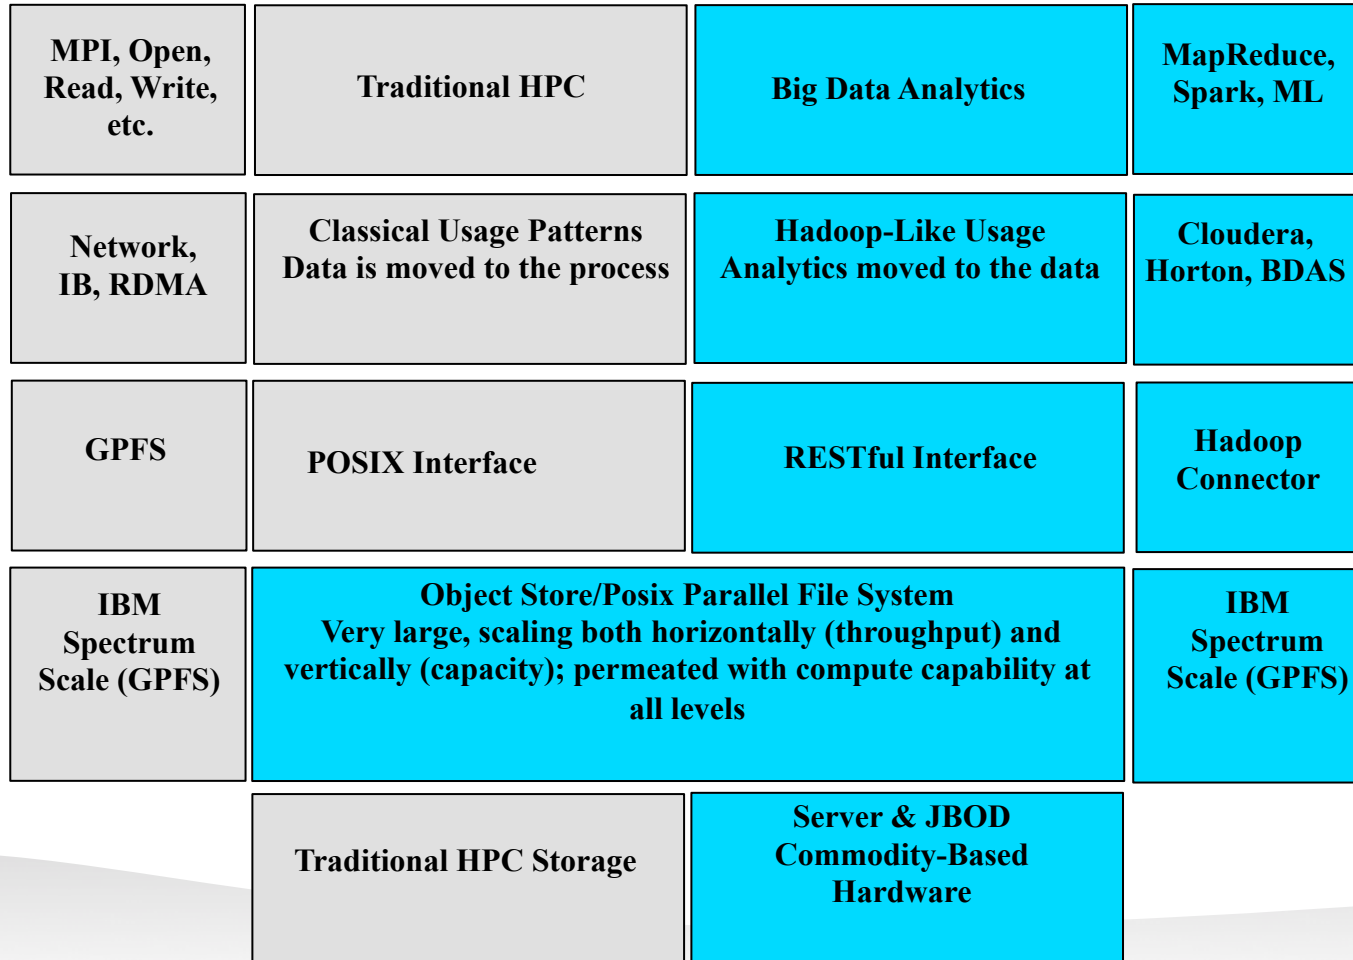 MPI, Open,
Read, Write,
etc.
Traditional HPC
Big Data Analytics
MapReduce,
Spark, ML
Network,
IB, RDMA
Classical Usage Patterns
Data is moved to the process
Hadoop-Like Usage
Analytics moved to the data
Cloudera,
Horton, BDAS
GPFS
POSIX Interface
RESTful Interface
Hadoop
Connector
IBM
Spectrum
Scale (GPFS)
Object Store/Posix Parallel File System
Very large, scaling both horizontally (throughput) and
vertically (capacity); permeated with compute capability at
all levels
IBM
Spectrum
Scale (GPFS)
Traditional HPC Storage
Server & JBOD
Commodity-Based
Hardware